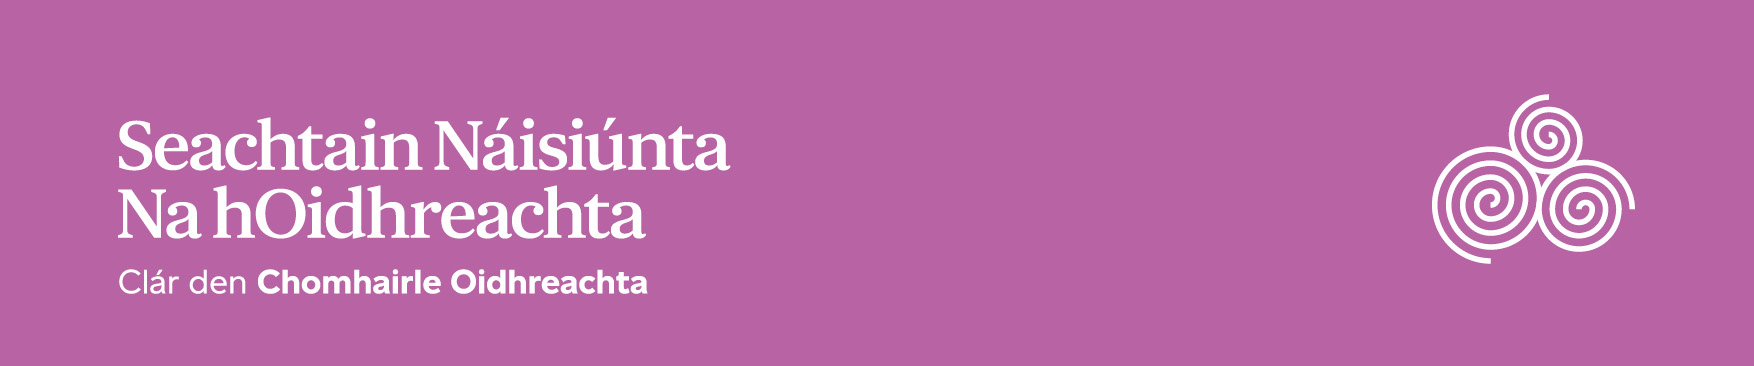 Seachtain Náisiúnta
Na hOidhreachta
Clár den Chomhairle Oidhreachta